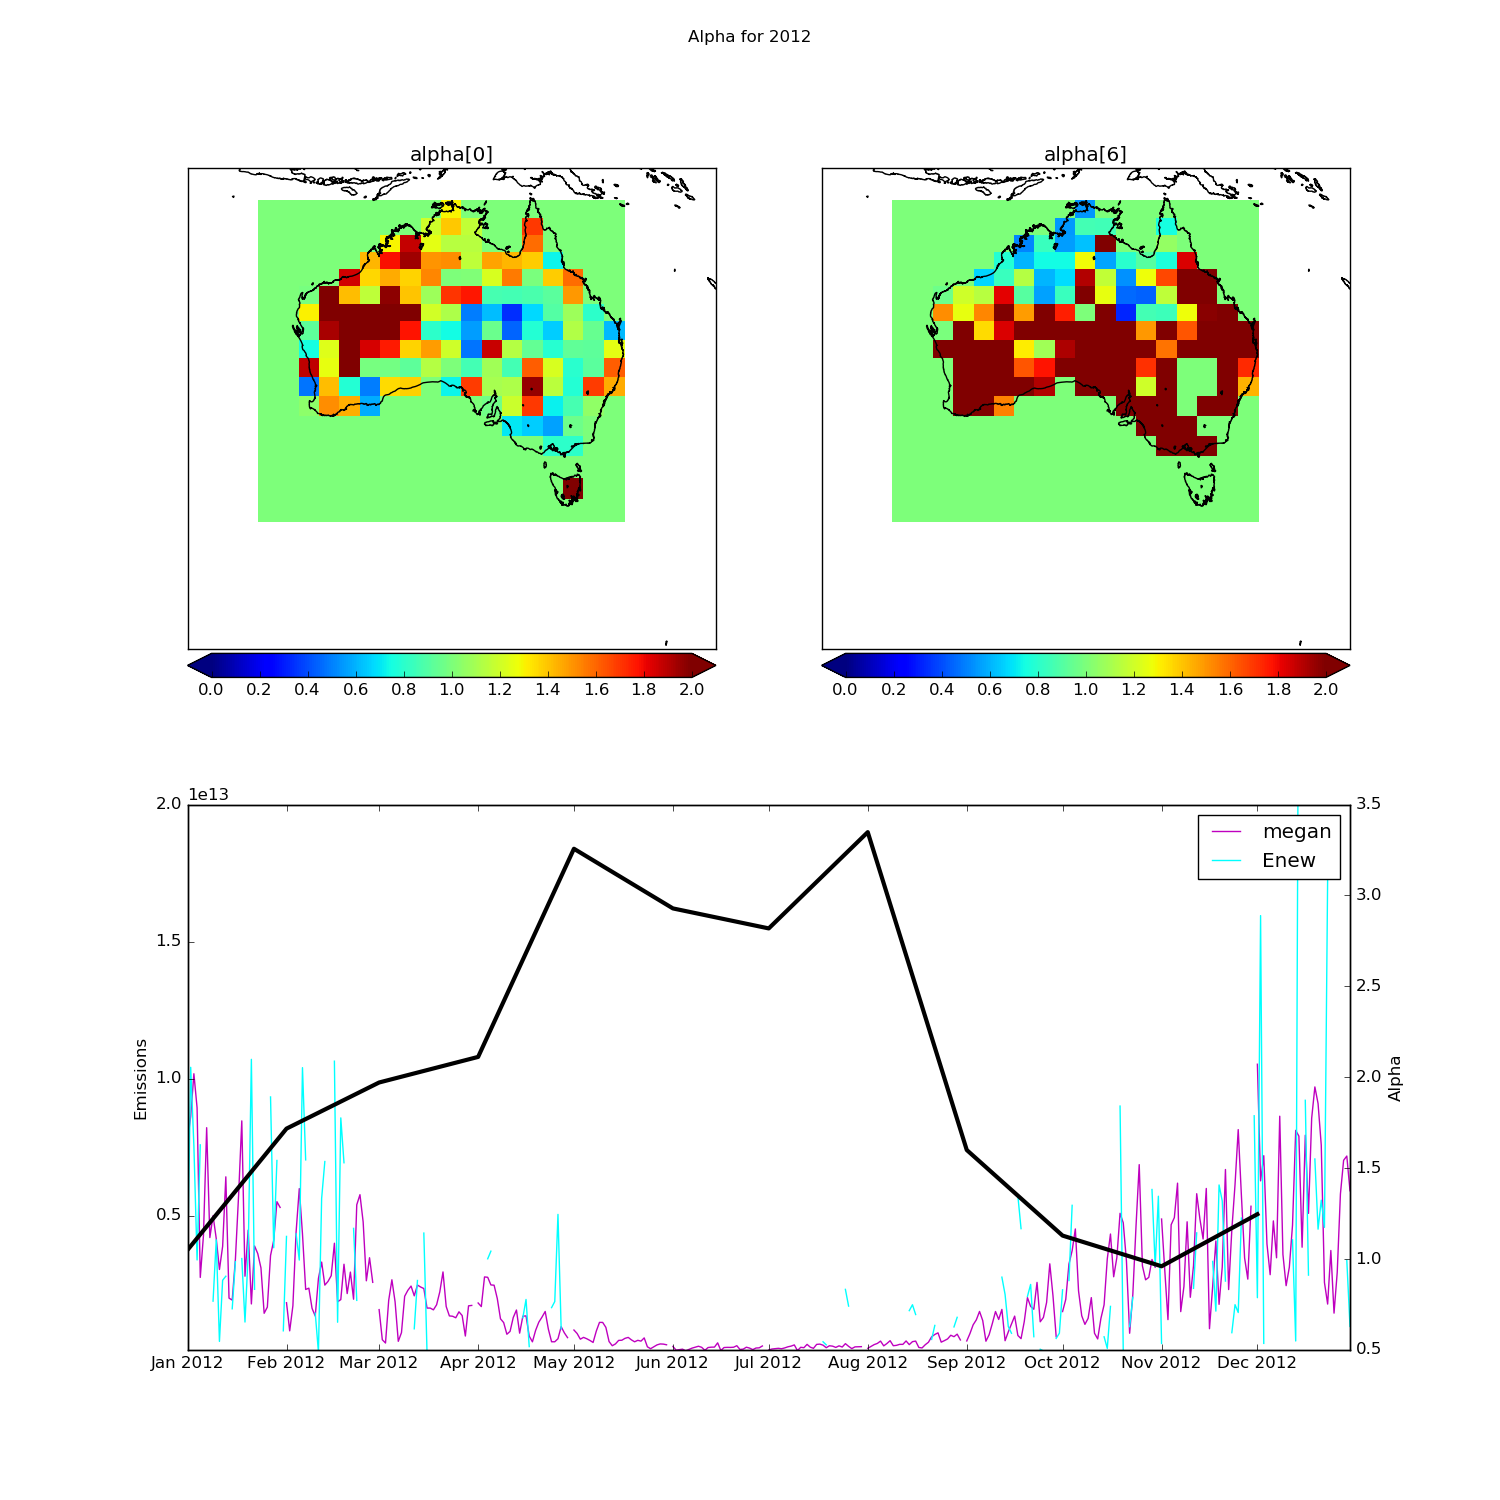 Alpha for 2012
alpha[0]
alpha[6]
0.0 0.2 0.4 0.6 0.8 1.0 1.2 1.4 1.6 1.8 2.0
0.0 0.2 0.4 0.6 0.8 1.0 1.2 1.4 1.6 1.8 2.0
1e13
2.0
1.5
1.0
0.5
Emissions
megan
Enew
3.5
3.0
2.5
2.0
1.5
1.0
0.5
Alpha
Jan 2012 Feb 2012 Mar 2012 Apr 2012 May 2012 Jun 2012 Jul 2012 Aug 2012 Sep 2012 Oct 2012 Nov 2012 Dec 2012